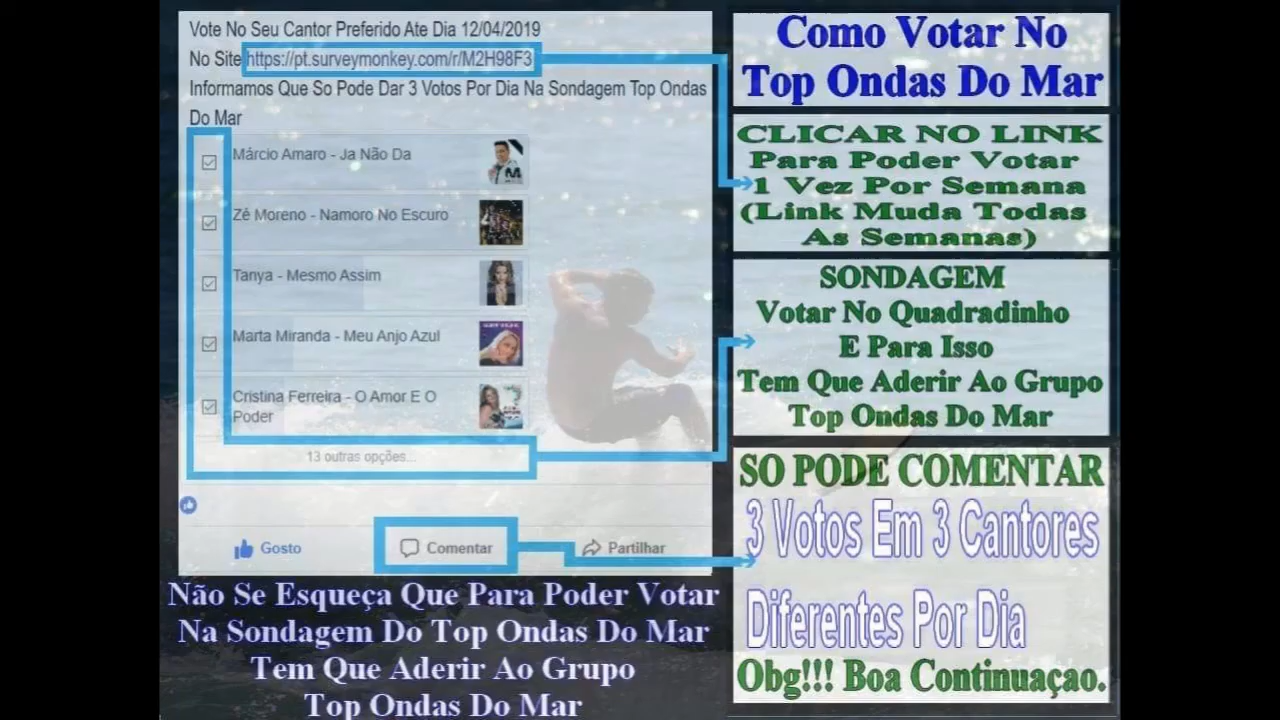 Vote No Seu Cantor Preferido Ate Dia 12/04/2019
No Site https://pt.surveymonkey.com/r/M2H98F3
Informamos Que So Pode Dar 3 Votos Por Dia Na Sondagem Top Ondas
Do Mar
Márcio Amaro - Ja Não Da
Zé Moreno - Namoro No Escuro
Tanya - Mesmo Assim
Marta Miranda - Meu Anjo Azul
Cristina Ferreira - O Amor E O
Poder
13 outras opções...
Gosto
Comentar
Partilhar
Não Se Esqueça Que Para Poder Votar
Na Sondagem Do Top Ondas Do Mar
Tem Que Aderir Ao Grupo
Top Ondas Do Mar
Como Votar No
Top Ondas Do Mar
CLICAR NO LINK
Para Poder Votar
1 Vez Por Semana
(Link Muda Todas
As Semanas)
SONDAGEM
Votar No Quadradinho
E Para Isso
Tem Que Aderir Ao Grupo
Top Ondas Do Mar
SO PODE COMENTAR
3 Votos Em 3 Cantores
Diferentes Por Dia
Obg!!! Boa Continuaçao.